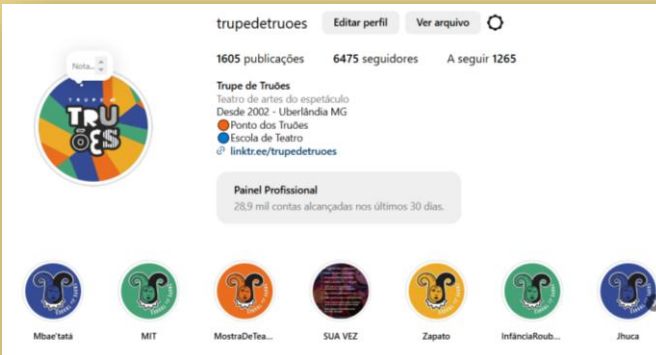 trupedetruoes Editar perfil Ver arquivo
1605 publicações 6475 seguidores A seguir 1265
Nota...
TRUPE DE
TRU
ÕES
Trupe de Truões
Teatro de artes do espetáculo
Desde 2002 - Uberlândia MG
Ponto dos Truões
Escola de Teatro
linktr.ee/trupedetruoes
Painel Profissional
28,9 mil contas alcançadas nos últimos 30 dias.
Mbae'tatá MIT MostraDeTea... SUA VEZ Zapato InfânciaRoub... Jhuca